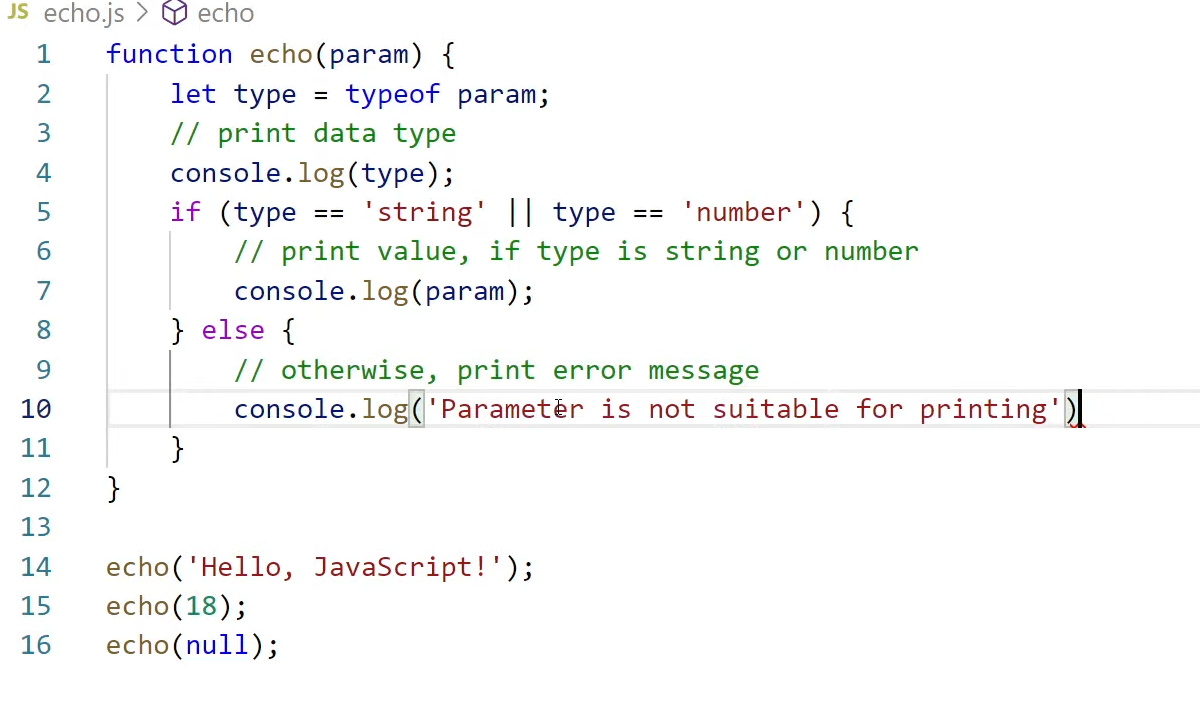 JS echo.js > echo
1 function echo(param) {
2 let type = typeof param;
3 // print data type
4 console.log(type);
5 if (type == 'string' || type == 'number') {
6 // print value, if type is string or number
7 console.log(param);
8 } else {
9 // otherwise, print error message
10 console.log('Parameter is not suitable for printing')
11 }
12 }
13
14 echo('Hello, JavaScript!');
15 echo(18);
16 echo(null);